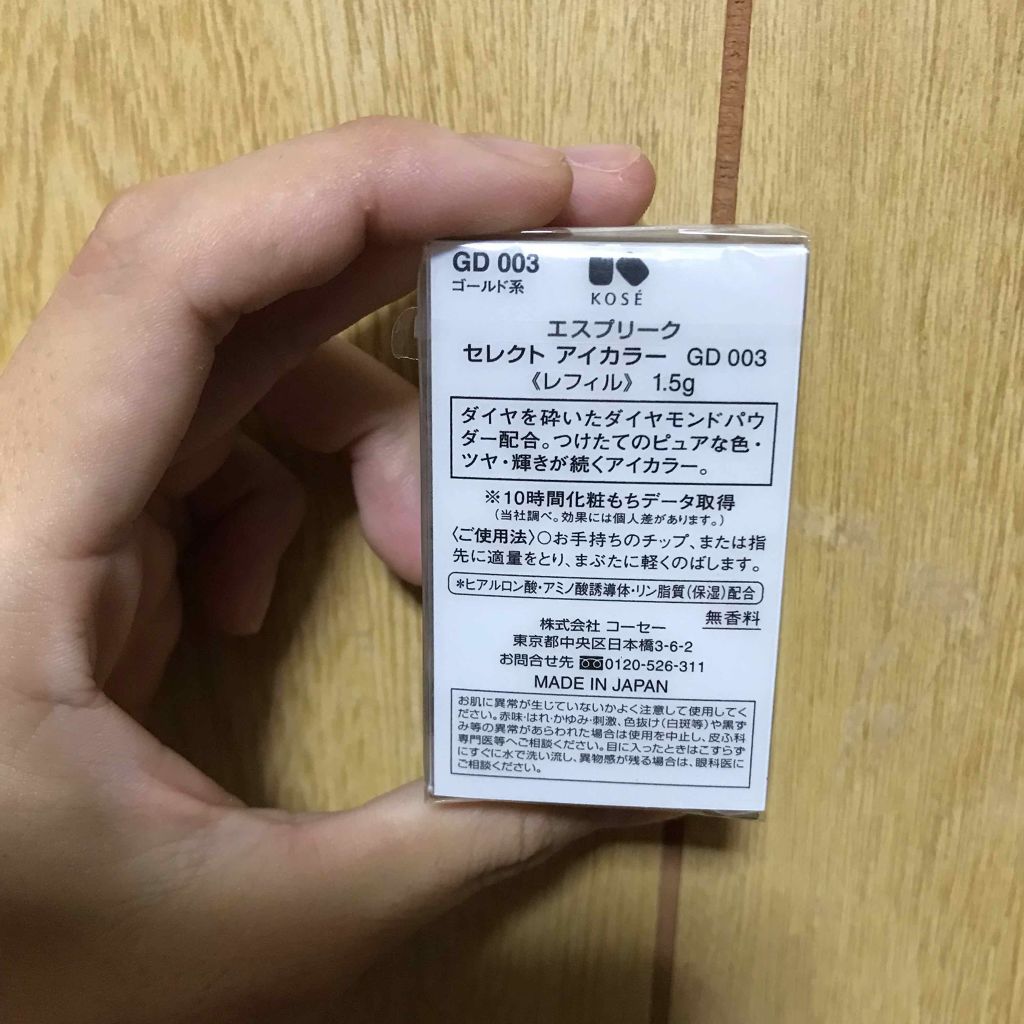 GD 003
ゴールド系
KOSÉ
エスプリーク
セレクト アイカラー GD 003
《レフィル》 1.5g
ダイヤを砕いたダイヤモンドパウ
ダー配合。つけたてのピュアな色・
ツヤ・輝きが続くアイカラー。
※10時間化粧もちデータ取得
(当社調べ。効果には個人差があります。)
〈ご使用法〉○お手持ちのチップ、または指
先に適量をとり、まぶたに軽くのばします。
*ヒアルロン酸・アミノ酸誘導体・リン脂質(保湿)配合
無香料
株式会社 コーセー
東京都中央区日本橋3-6-2
お問合せ先 0120-526-311
MADE IN JAPAN
お肌に異常が生じていないかよく注意して使用してく
ださい。赤味・はれ・かゆみ・刺激、色抜け(白斑等)や黒ず
み等の異常があらわれた場合は使用を中止し、皮ふ科
専門医等へご相談ください。目に入ったときはこすらず
にすぐに水で洗い流し、異物感が残る場合は、眼科医に
ご相談ください。